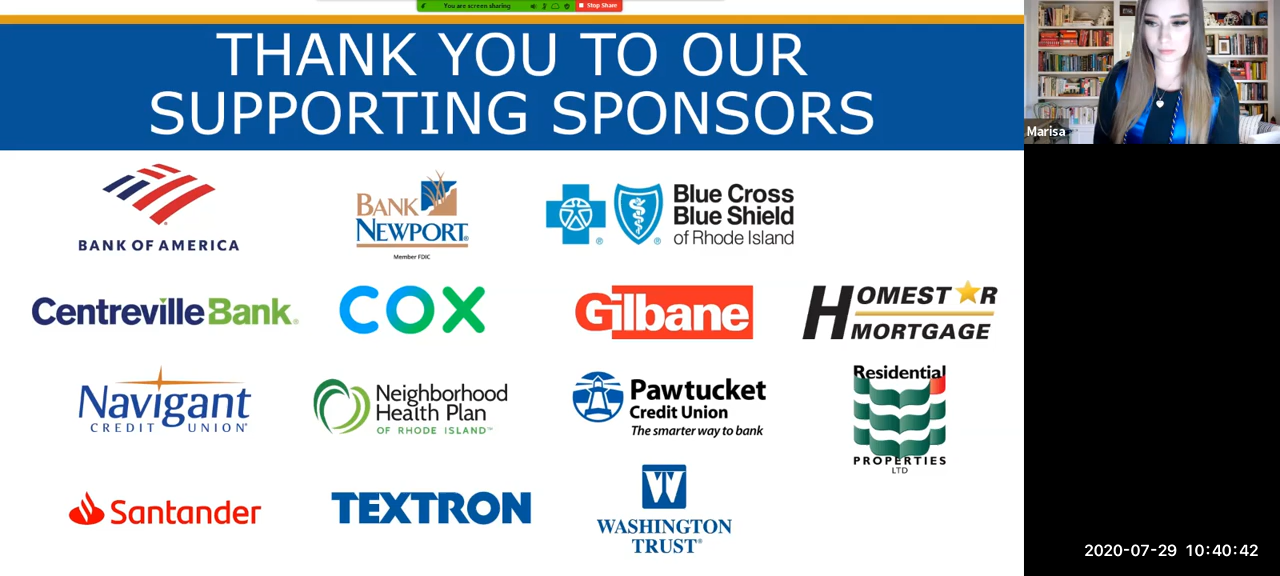 You are screen sharing
Stop Share
THANK YOU TO OUR
SUPPORTING SPONSORS
Marisa
BANK OF AMERICA
BANK
NEWPORT®
Member FDIC
Blue Cross
Blue Shield
of Rhode Island
® ®
Centreville Bank®
COX
Gilbane
HOMESTAR
MORTGAGE
Navigant
CREDIT UNION®
Neighborhood
Health Plan
OF RHODE ISLAND™
Pawtucket
Credit Union
The smarter way to bank
Residential
PROPERTIES
LTD
Santander
TEXTRON
W
WASHINGTON
TRUST®
2020-07-29 10:40:42